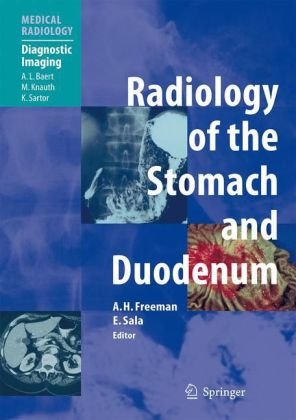 MEDICAL
RADIOLOGY
Diagnostic
Imaging
A. L. Baert
M. Knauth
K. Sartor
Radiology
of the
Stomach
and
Duodenum
A. H. Freeman
E. Sala
Editor
Springer